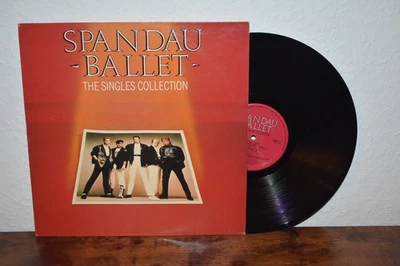 SPANDAU
- BALLET -
THE SINGLES COLLECTION
SPANDAU
BALLET